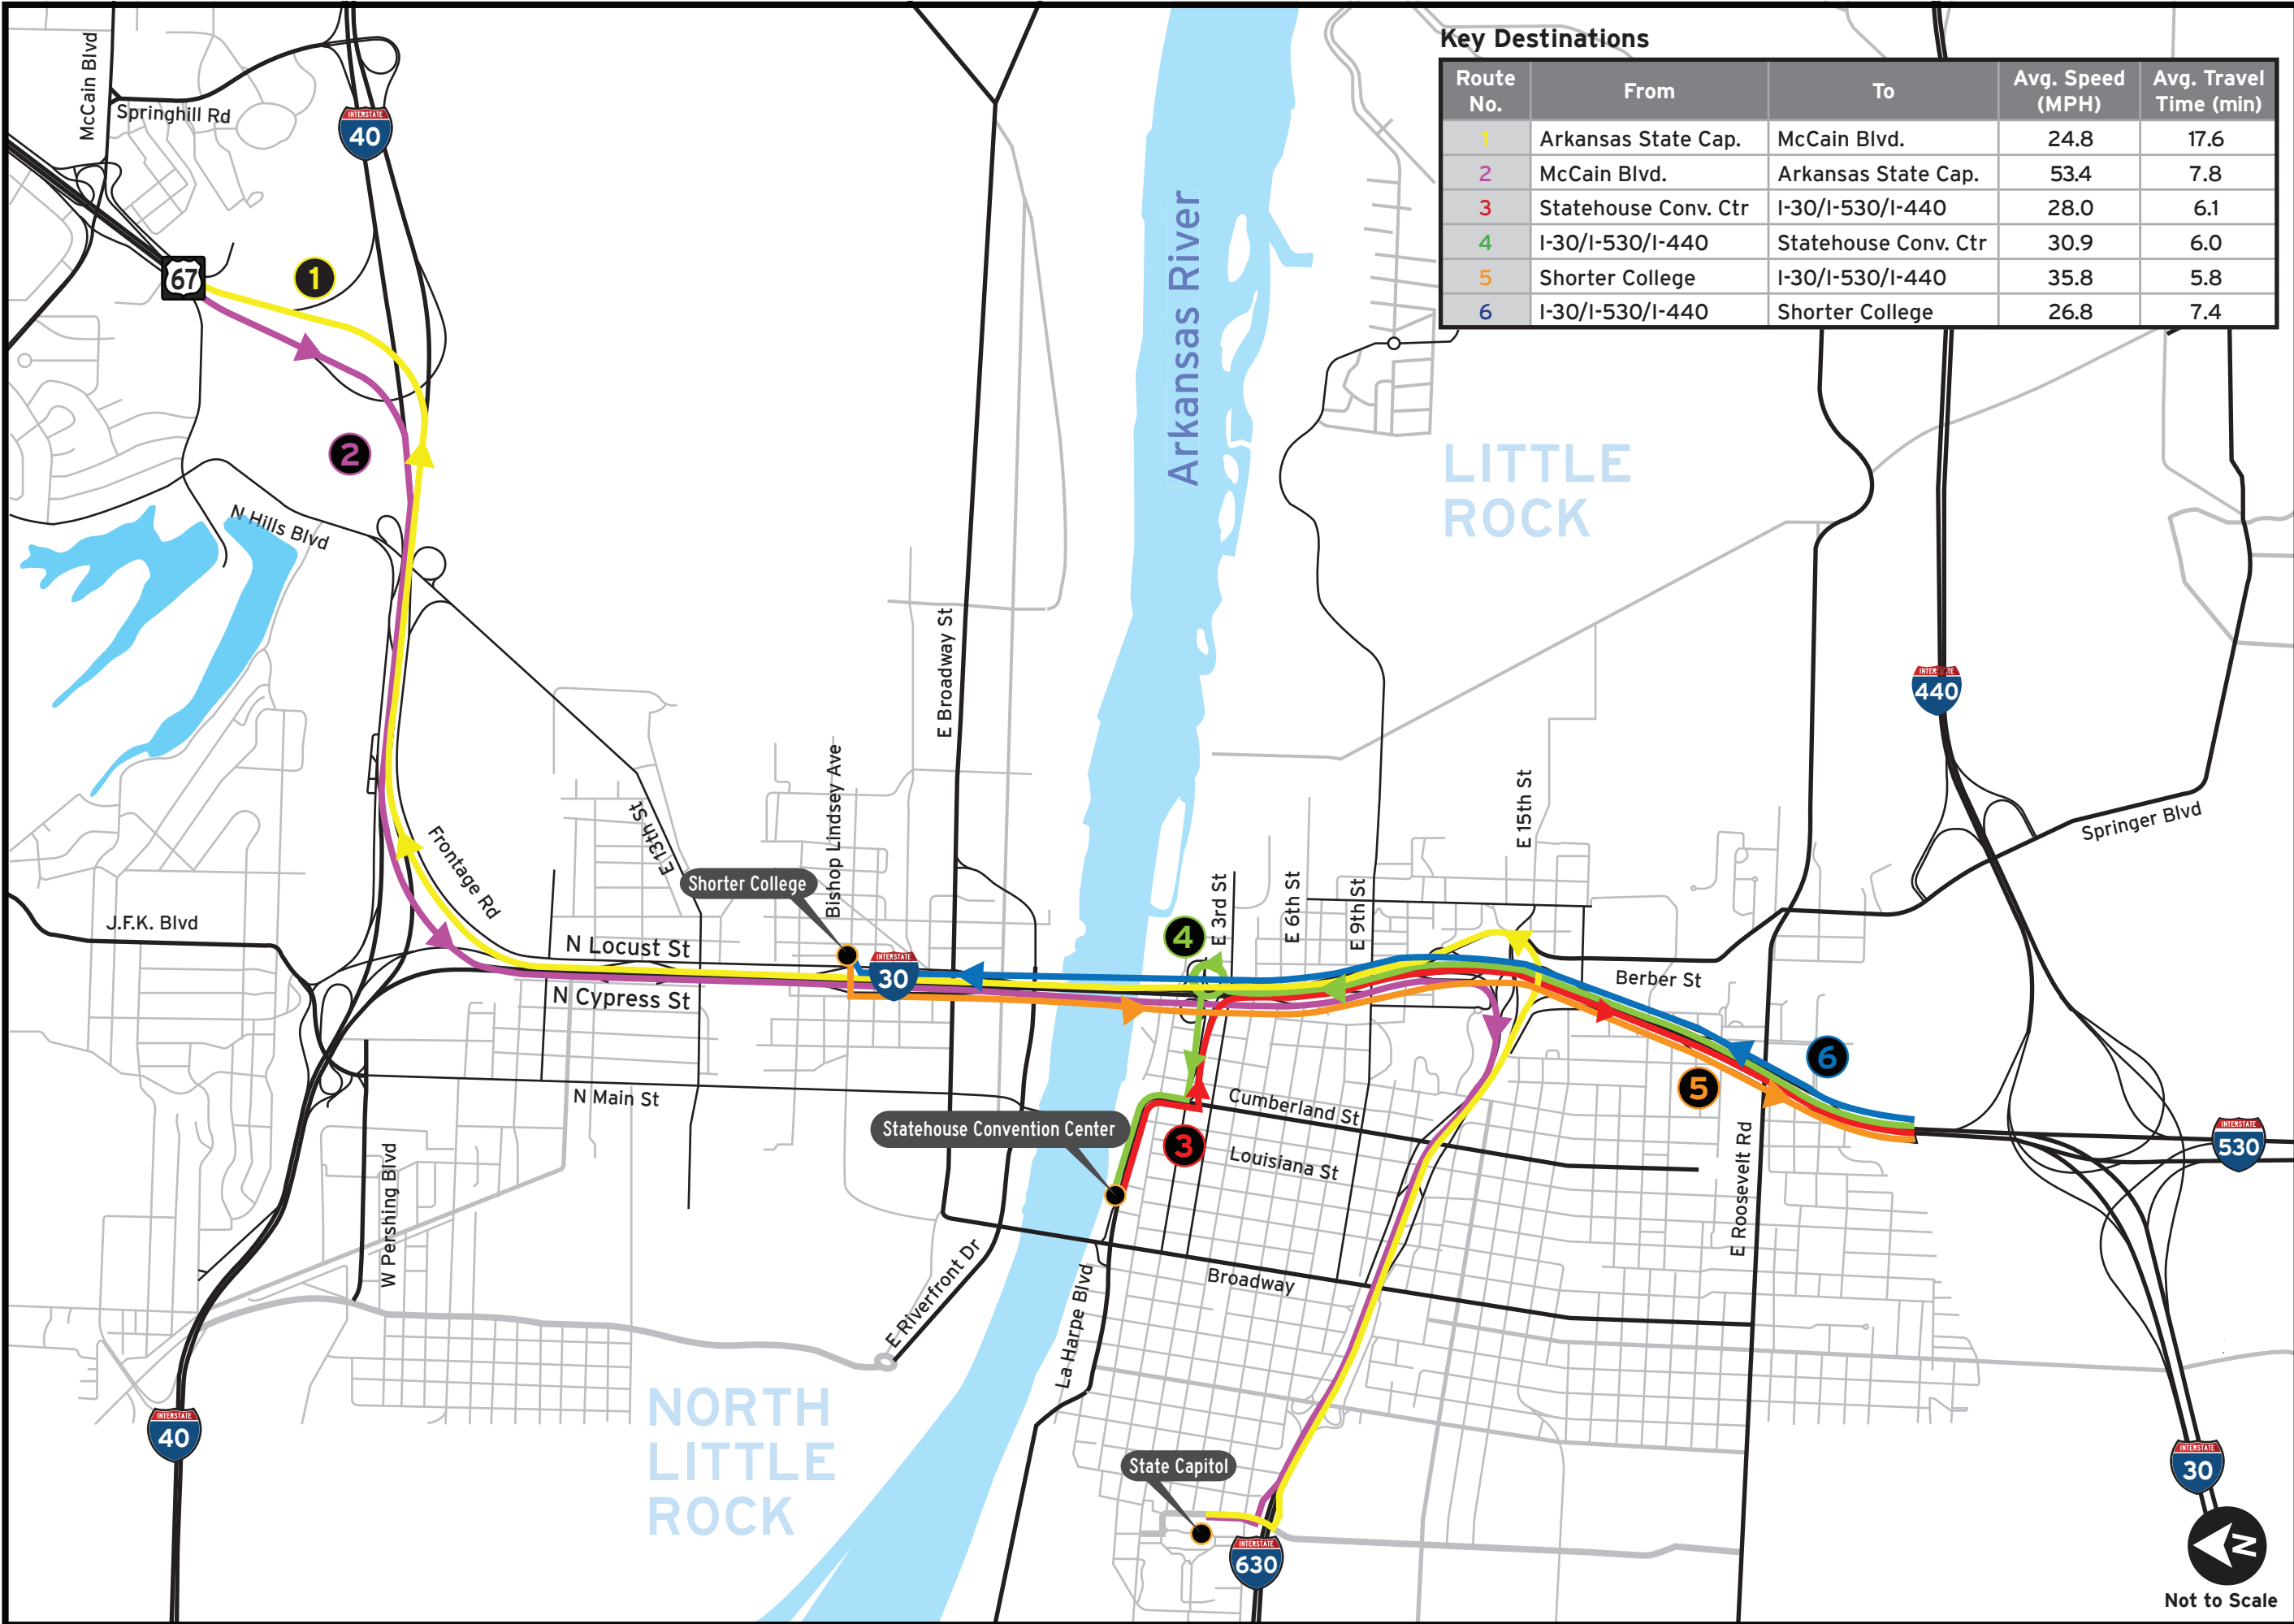 Key Destinations
Route No. From To Avg. Speed (MPH) Avg. Travel Time (min)
1 Arkansas State Cap. McCain Blvd. 24.8 17.6
2 McCain Blvd. Arkansas State Cap. 53.4 7.8
3 Statehouse Conv. Ctr I-30/I-530/I-440 28.0 6.1
4 I-30/I-530/I-440 Statehouse Conv. Ctr 30.9 6.0
5 Shorter College I-30/I-530/I-440 35.8 5.8
6 I-30/I-530/I-440 Shorter College 26.8 7.4
McCain Blvd
Springhill Rd
INTERSTATE
40
67
1
2
Arkansas River
LITTLE
ROCK
N Hills Blvd
E Broadway St
INTERSTATE
440
Springer Blvd
E 13th St
Bishop Lindsey Ave
E 15th St
Frontage Rd
Shorter College
J.F.K. Blvd
N Locust St
N Cypress St
INTERSTATE
30
4
E 3rd St
E 6th St
E 9th St
Berber St
6
5
N Main St
Cumberland St
Statehouse Convention Center
3
Louisiana St
W Pershing Blvd
E Roosevelt Rd
INTERSTATE
530
E Riverfront Dr
La Harpe Blvd
Broadway
NORTH
LITTLE
ROCK
INTERSTATE
40
State Capitol
INTERSTATE
630
INTERSTATE
30
N
Not to Scale